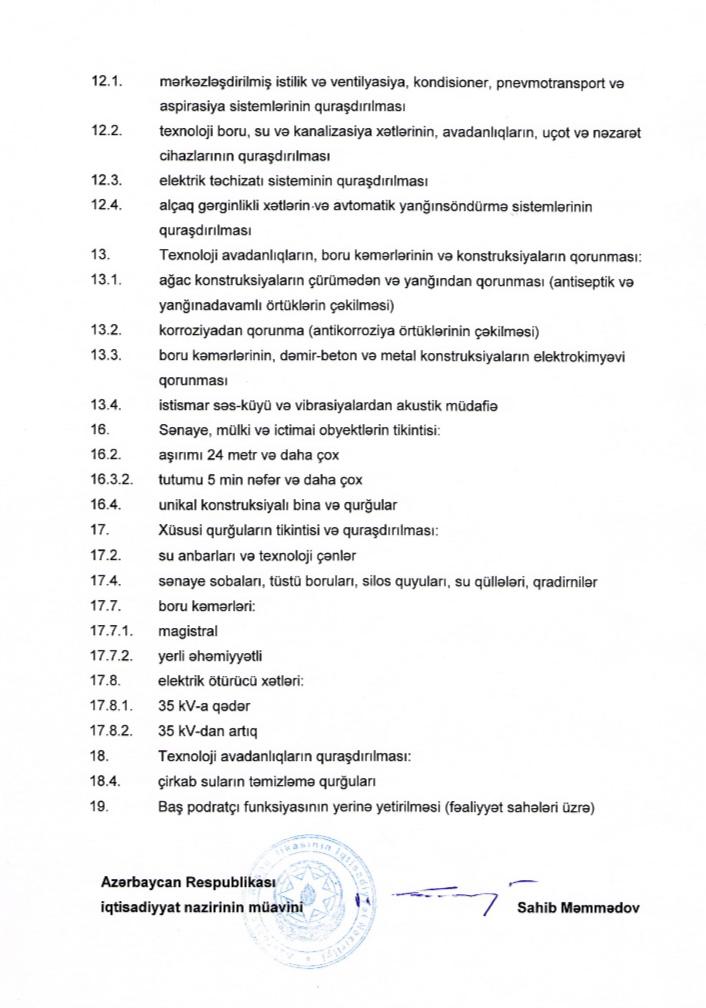 12.1. mərkəzləşdirilmiş istilik və ventilyasiya, kondisioner, pnevmotransport və
aspirasiya sistemlərinin quraşdırılması
12.2. texnoloji boru, su və kanalizasiya xətlərinin, avadanlıqların, uçot və nəzarət
cihazlarının quraşdırılması
12.3. elektrik təchizatı sisteminin quraşdırılması
12.4. alçaq gərginlikli xətlərin və avtomatik yanğınsöndürmə sistemlərinin
quraşdırılması
13. Texnoloji avadanlıqların, boru kəmərlərinin və konstruksiyaların qorunması:
13.1. ağac konstruksiyaların çürümədən və yanğından qorunması (antiseptik və
yanğınadavamlı örtüklərin çəkilməsi)
13.2. korroziyadan qorunma (antikorroziya örtüklərinin çəkilməsi)
13.3. boru kəmərlərinin, dəmir-beton və metal konstruksiyaların elektrokimyəvi
qorunması
13.4. istismar səs-küyü və vibrasiyalardan akustik müdafiə
16. Sənaye, mülki və ictimai obyektlərin tikintisi:
16.2. aşırımı 24 metr və daha çox
16.3.2. tutumu 5 min nəfər və daha çox
16.4. unikal konstruksiyalı bina və qurğular
17. Xüsusi qurğuların tikintisi və quraşdırılması:
17.2. su anbarları və texnoloji çənlər
17.4. sənaye sobaları, tüstü boruları, silos quyuları, su qüllələri, qradirnilər
17.7. boru kəmərləri:
17.7.1. magistral
17.7.2. yerli əhəmiyyətli
17.8. elektrik ötürücü xətləri:
17.8.1. 35 kV-a qədər
17.8.2. 35 kV-dan artıq
18. Texnoloji avadanlıqların quraşdırılması:
18.4. çirkab suların təmizləmə qurğuları
19. Baş podratçı funksiyasının yerinə yetirilməsi (fəaliyyət sahələri üzrə)
Azərbaycan Respublikası
iqtisadiyyat nazirinin müavini Sahib Məmmədov